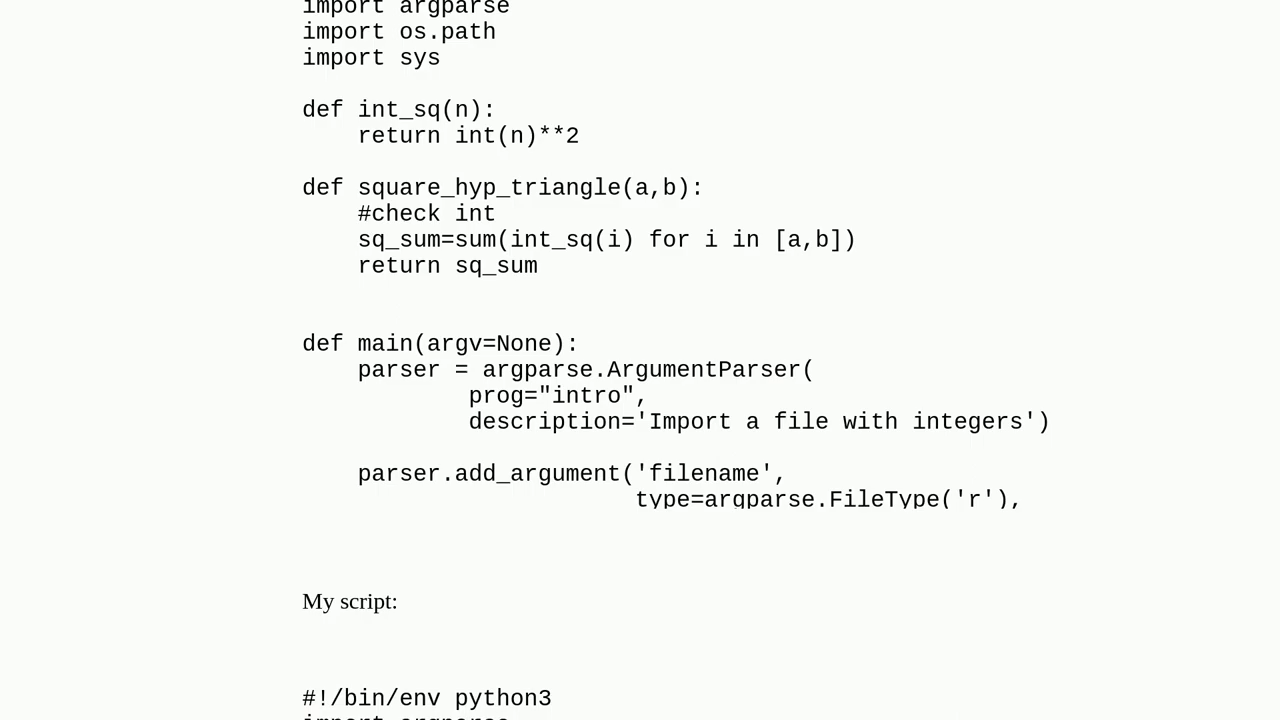 import argparse
import os.path
import sys

def int_sq(n):
    return int(n)**2

def square_hyp_triangle(a,b):
    #check int
    sq_sum=sum(int_sq(i) for i in [a,b])
    return sq_sum


def main(argv=None):
    parser = argparse.ArgumentParser(
            prog="intro",
            description='Import a file with integers')

    parser.add_argument('filename',
                        type=argparse.FileType('r'),

My script:

#!/bin/env python3
import argparse